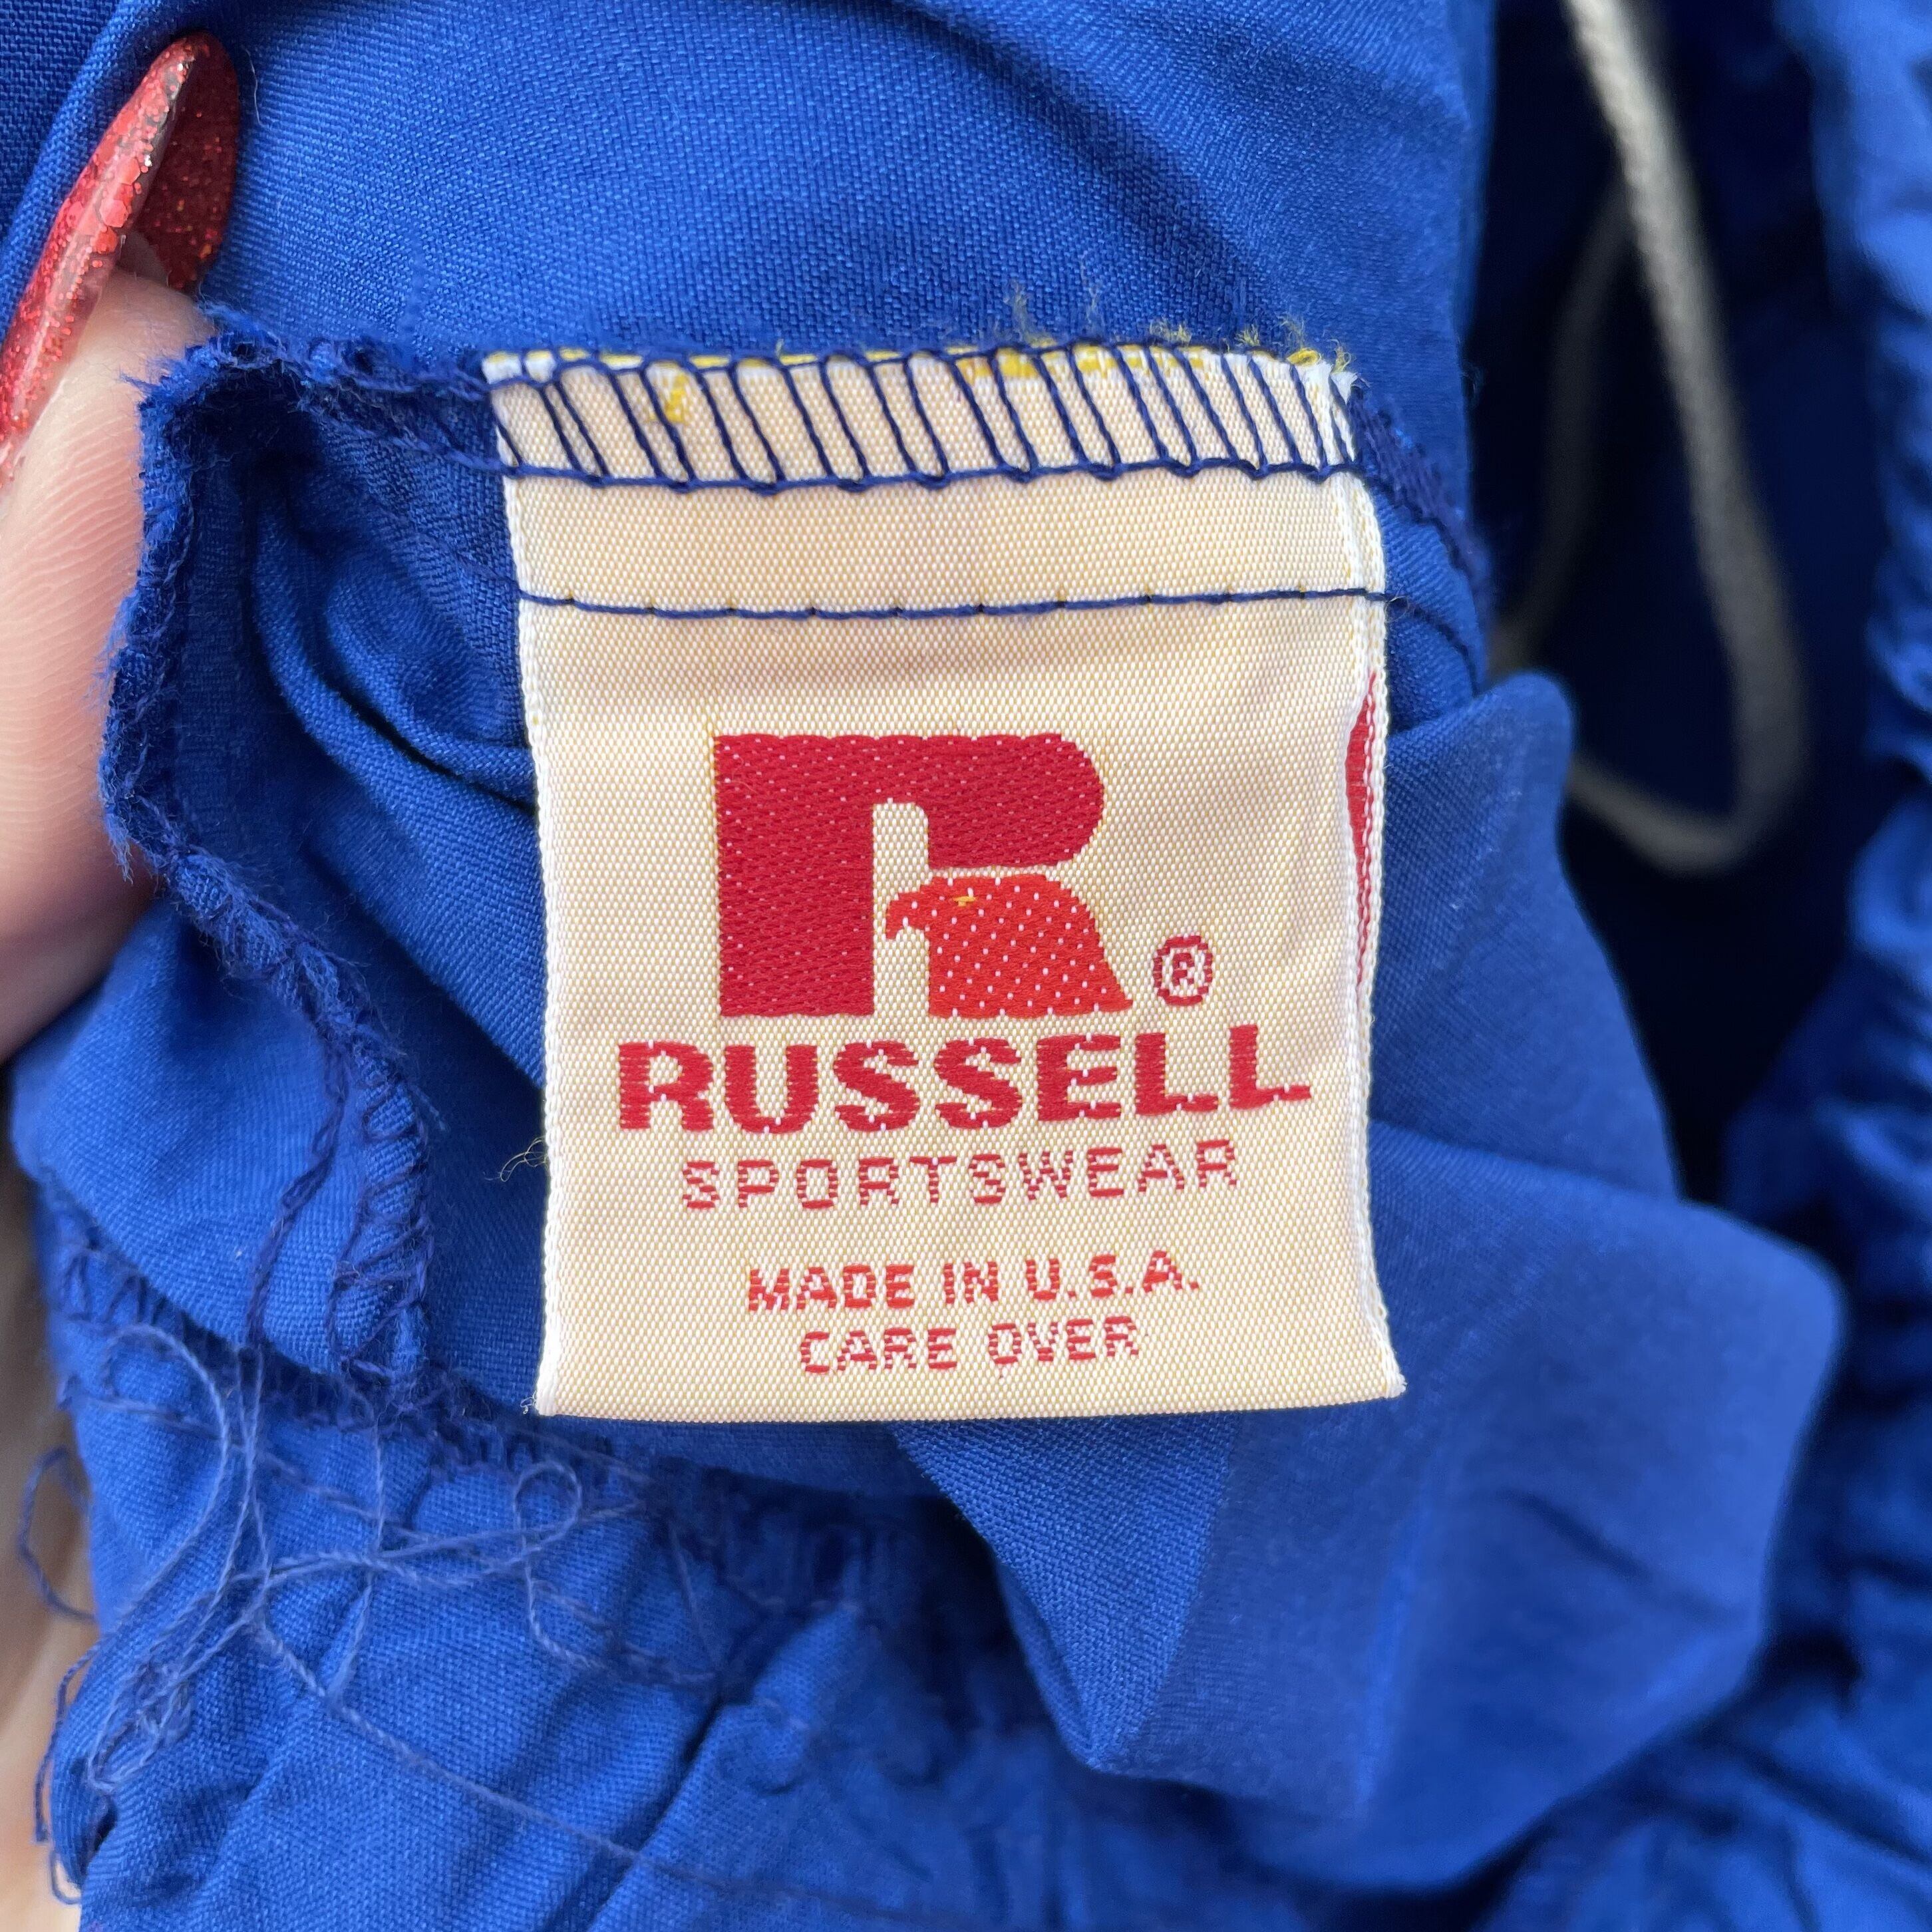 R ®
RUSSELL
SPORTSWEAR
MADE IN U.S.A.
CARE OVER